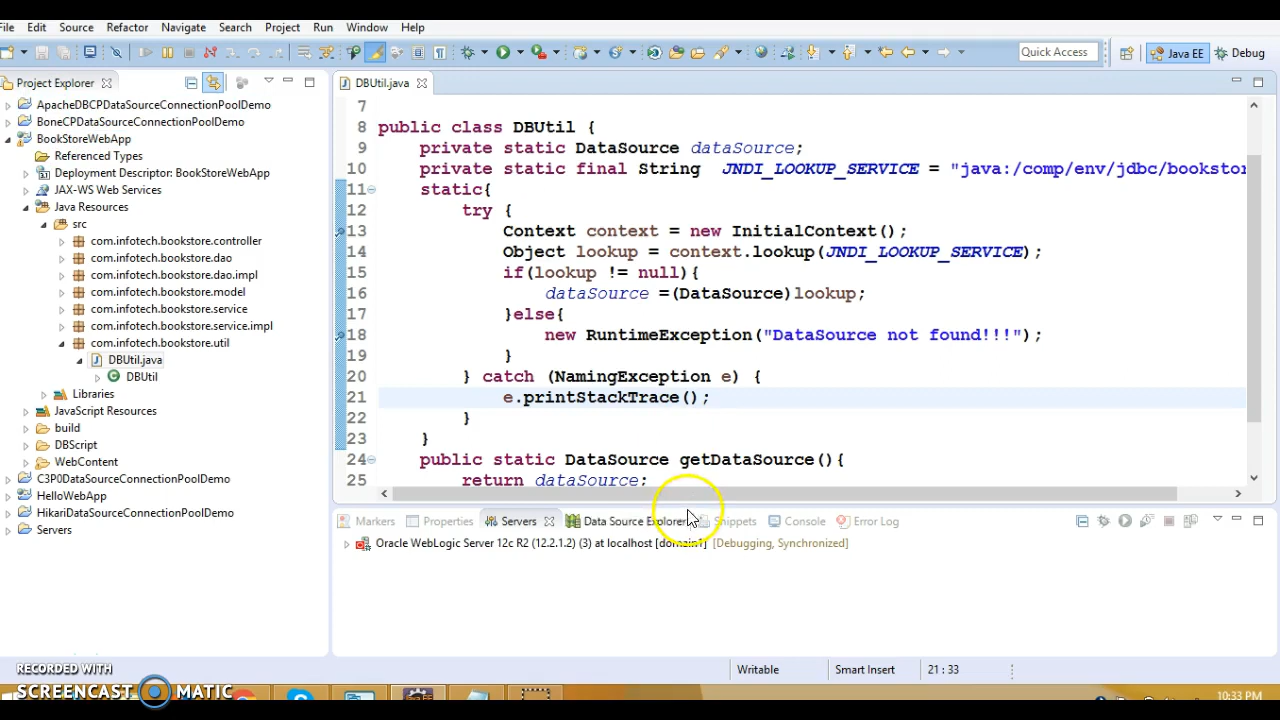 File Edit Source Refactor Navigate Search Project Run Window Help
Quick Access Java EE Debug
Project Explorer
DBUtil.java
ApacheDBCPDataSourceConnectionPoolDemo
BoneCPDataSourceConnectionPoolDemo
BookStoreWebApp
Referenced Types
Deployment Descriptor: BookStoreWebApp
JAX-WS Web Services
Java Resources
src
com.infotech.bookstore.controller
com.infotech.bookstore.dao
com.infotech.bookstore.dao.impl
com.infotech.bookstore.model
com.infotech.bookstore.service
com.infotech.bookstore.service.impl
com.infotech.bookstore.util
DBUtil.java
DBUtil
Libraries
JavaScript Resources
build
DBScript
WebContent
C3P0DataSourceConnectionPoolDemo
HelloWebApp
HikariDataSourceConnectionPoolDemo
Servers
7
8 public class DBUtil {
9 private static DataSource dataSource;
10 private static final String JNDI_LOOKUP_SERVICE = "java:/comp/env/jdbc/bookstor
11 static{
12 try {
13 Context context = new InitialContext();
14 Object lookup = context.lookup(JNDI_LOOKUP_SERVICE);
15 if(lookup != null){
16 dataSource =(DataSource)lookup;
17 }else{
18 new RuntimeException("DataSource not found!!!");
19 }
20 } catch (NamingException e) {
21 e.printStackTrace();
22 }
23 }
24 public static DataSource getDataSource(){
25 return dataSource;
Markers Properties Servers Data Source Explorer Snippets Console Error Log
Oracle WebLogic Server 12c R2 (12.2.1.2) (3) at localhost [domain1] [Debugging, Synchronized]
Writable Smart Insert 21 : 33
RECORDED WITH
SCREENCAST MATIC
10:33 PM